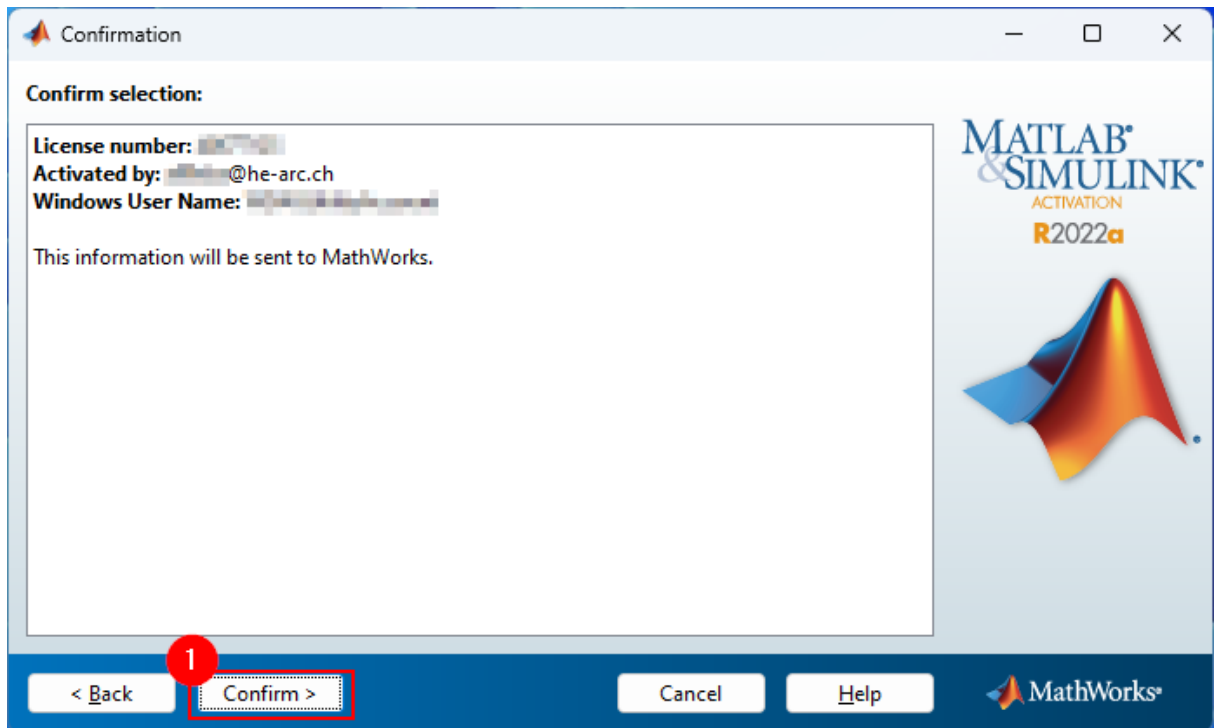 Confirmation
Confirm selection:
License number:
Activated by: @he-arc.ch
Windows User Name:
This information will be sent to MathWorks.
MATLAB®
&SIMULINK®
ACTIVATION
R2022a
1
< Back
Confirm >
Cancel
Help
MathWorks®